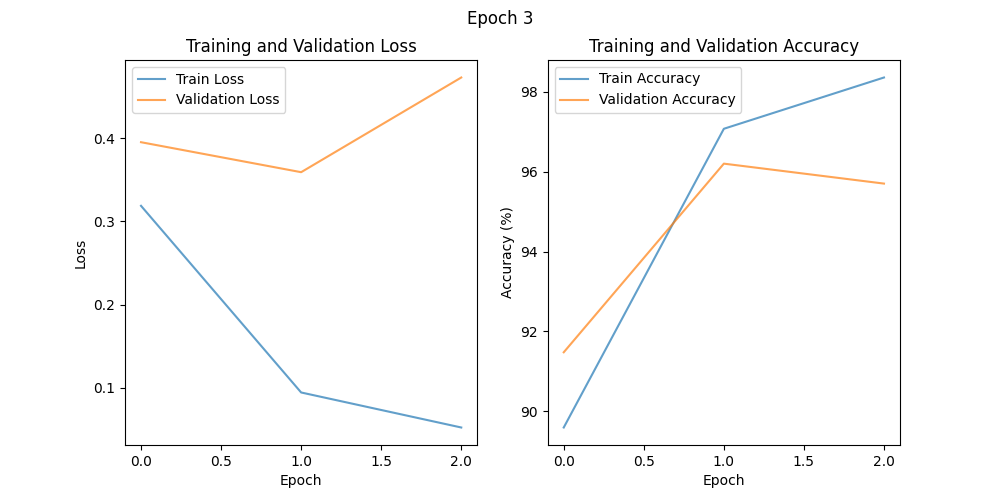 Epoch 3
Training and Validation Loss
Train Loss
Validation Loss
0.4
0.3
0.2
0.1
Loss
0.0 0.5 1.0 1.5 2.0
Epoch
Training and Validation Accuracy
Train Accuracy
Validation Accuracy
98
96
94
92
90
Accuracy (%)
0.0 0.5 1.0 1.5 2.0
Epoch